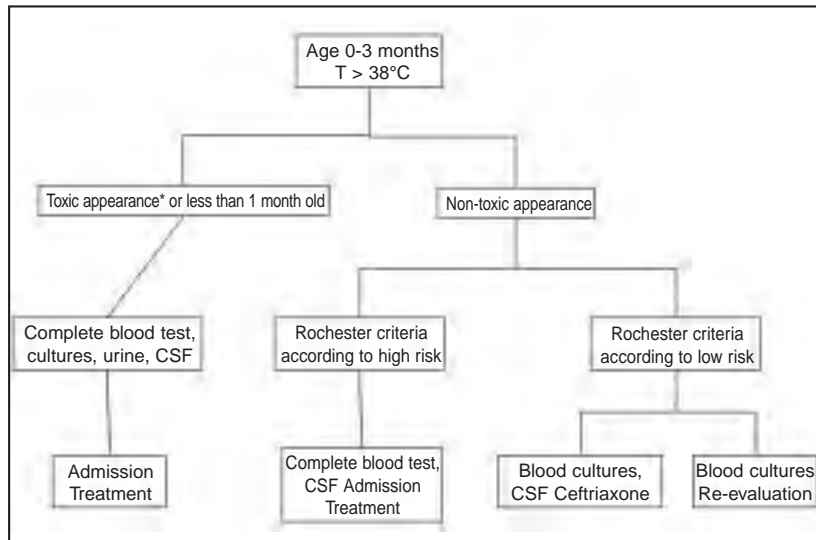 Age 0-3 months
T > 38°C
Toxic appearance* or less than 1 month old
Non-toxic appearance
Complete blood test,
cultures, urine, CSF
Rochester criteria
according to high risk
Rochester criteria
according to low risk
Admission
Treatment
Complete blood test,
CSF Admission
Treatment
Blood cultures,
CSF Ceftriaxone
Blood cultures
Re-evaluation